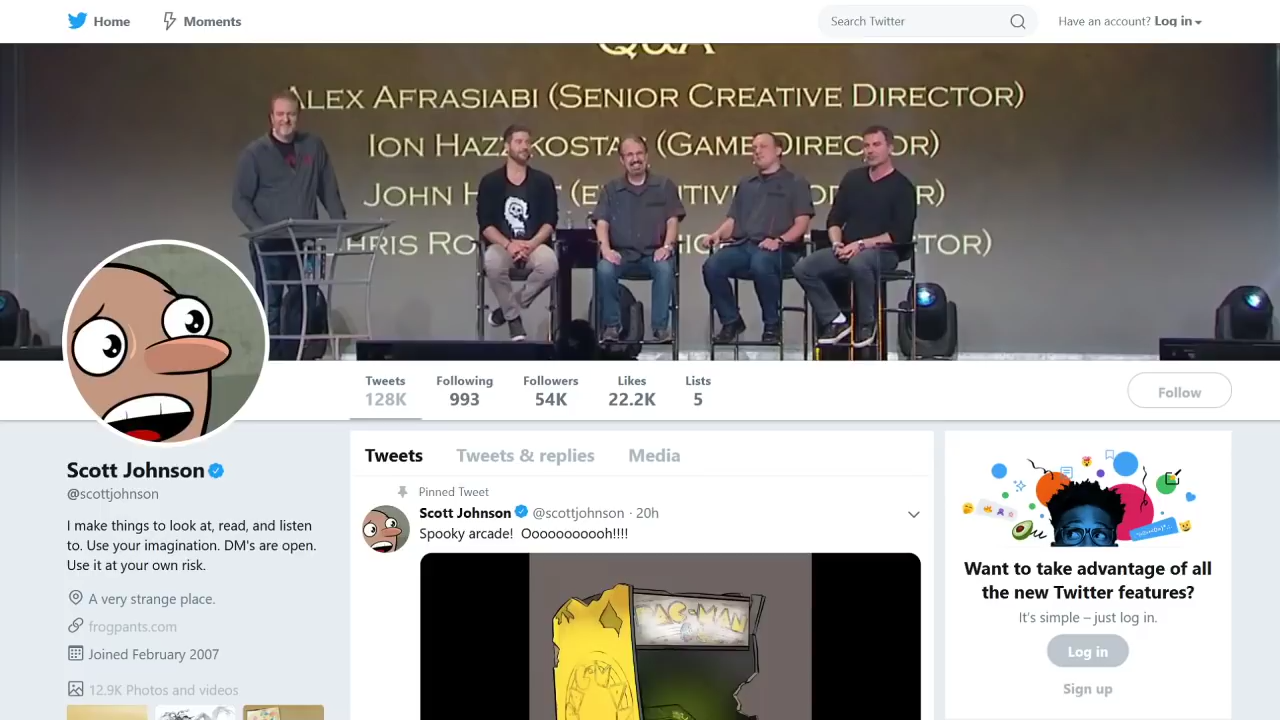 Home
Moments
Search Twitter
Have an account? Log in
Q&A
ALEX AFRASIABI (SENIOR CREATIVE DIRECTOR)
ION (GAME DIRECTOR)
JOHN
Tweets
128K
Following
993
Followers
54K
Likes
22.2K
Lists
5
Follow
Scott Johnson
@scottjohnson
I make things to look at, read, and listen
to. Use your imagination. DM's are open.
Use it at your own risk.
A very strange place.
frogpants.com
Joined February 2007
12.9K Photos and videos
Tweets
Tweets & replies
Media
Pinned Tweet
Scott Johnson @scottjohnson · 20h
Spooky arcade! Ooooooooooh!!!!
PAC-MAN
Want to take advantage of all
the new Twitter features?
It's simple – just log in.
Log in
Sign up